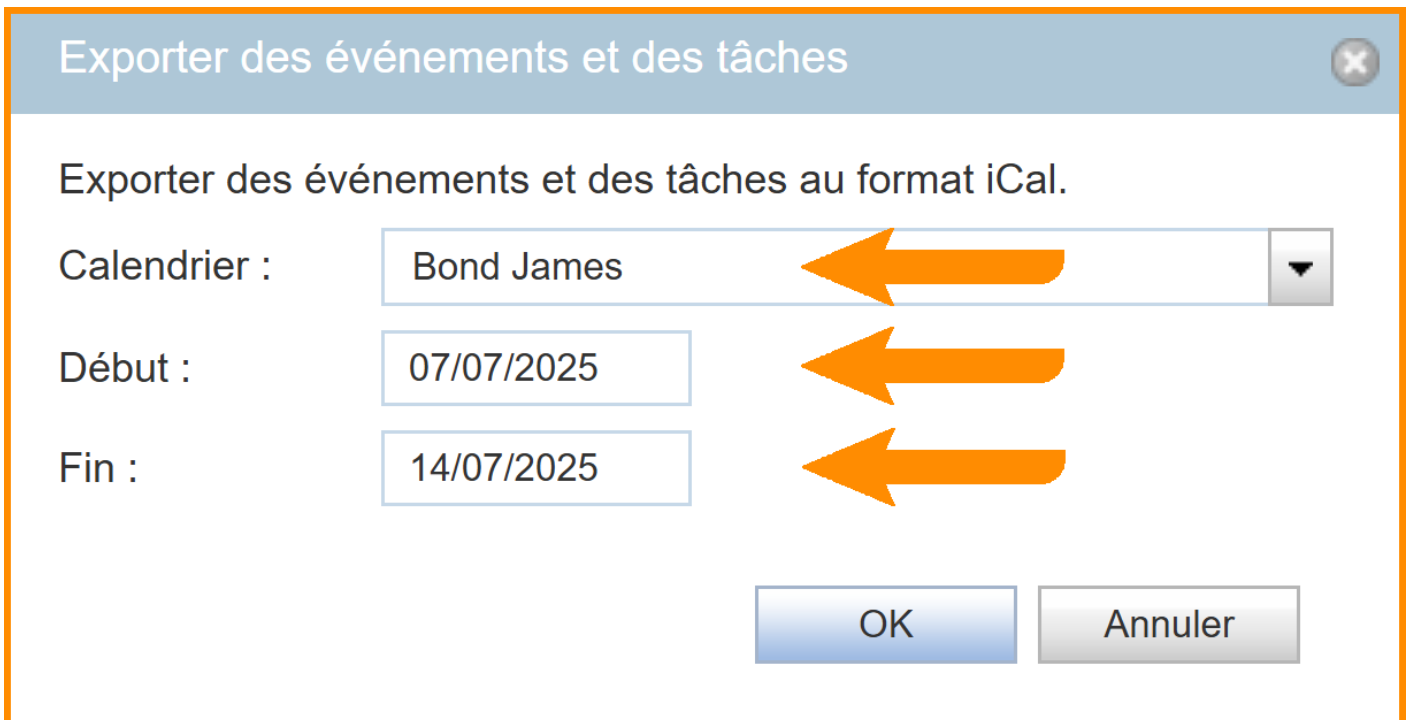 Exporter des événements et des tâches
Exporter des événements et des tâches au format iCal.
Calendrier : Bond James
Début : 07/07/2025
Fin : 14/07/2025
OK Annuler